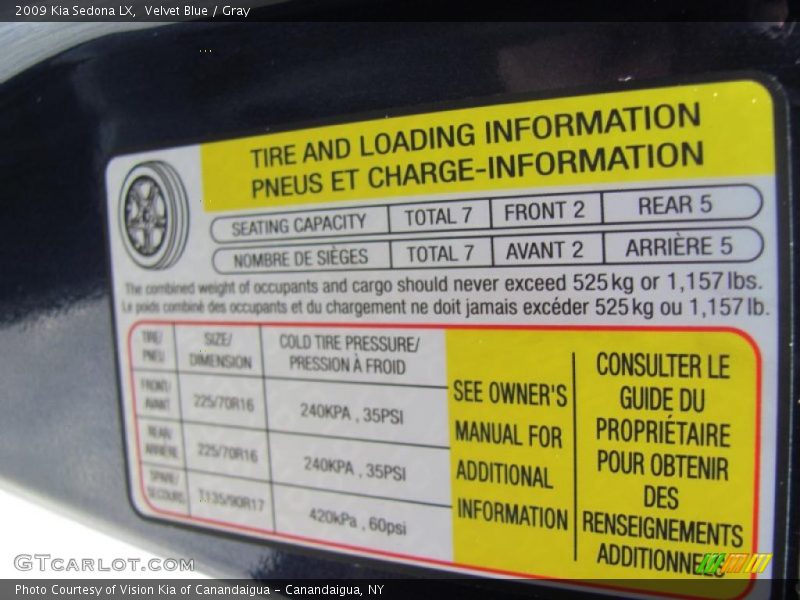 2009 Kia Sedona LX,  Velvet Blue / Gray
TIRE AND LOADING INFORMATION
PNEUS ET CHARGE-INFORMATION
SEATING CAPACITY TOTAL 7 FRONT 2 REAR 5
NOMBRE DE SIÈGES TOTAL 7 AVANT 2 ARRIÈRE 5
The combined weight of occupants and cargo should never exceed 525 kg or 1,157 lbs.
Le poids combiné des occupants et du chargement ne doit jamais excéder 525 kg ou 1,157 lb.
TIRE/
PNEU
SIZE/
DIMENSION
COLD TIRE PRESSURE/
PRESSION À FROID
FRONT/
AVANT
225/70R16
240KPA , 35PSI
REAR/
ARRIÈRE
225/70R16
240KPA , 35PSI
SPARE/
SECOURS
T135/90R17
420kPa , 60psi
SEE OWNER'S
MANUAL FOR
ADDITIONAL
INFORMATION
CONSULTER LE
GUIDE DU
PROPRIÉTAIRE
POUR OBTENIR
DES
RENSEIGNEMENTS
ADDITIONNELS
GTCARLOT.COM
Photo Courtesy of Vision Kia of Canandaigua - Canandaigua, NY